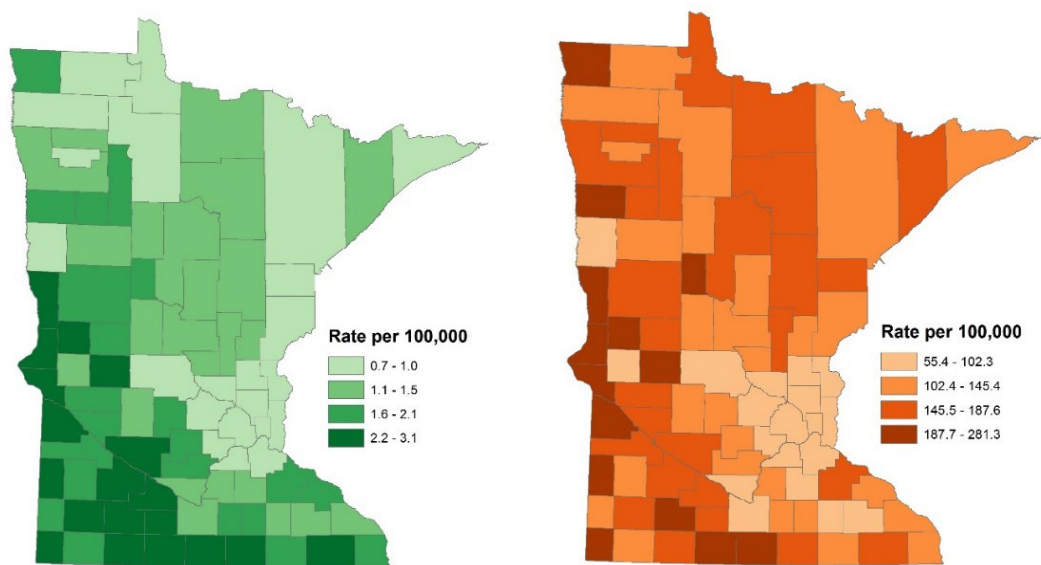 Rate per 100,000
0.7 - 1.0
1.1 - 1.5
1.6 - 2.1
2.2 - 3.1
Rate per 100,000
55.4 - 102.3
102.4 - 145.4
145.5 - 187.6
187.7 - 281.3